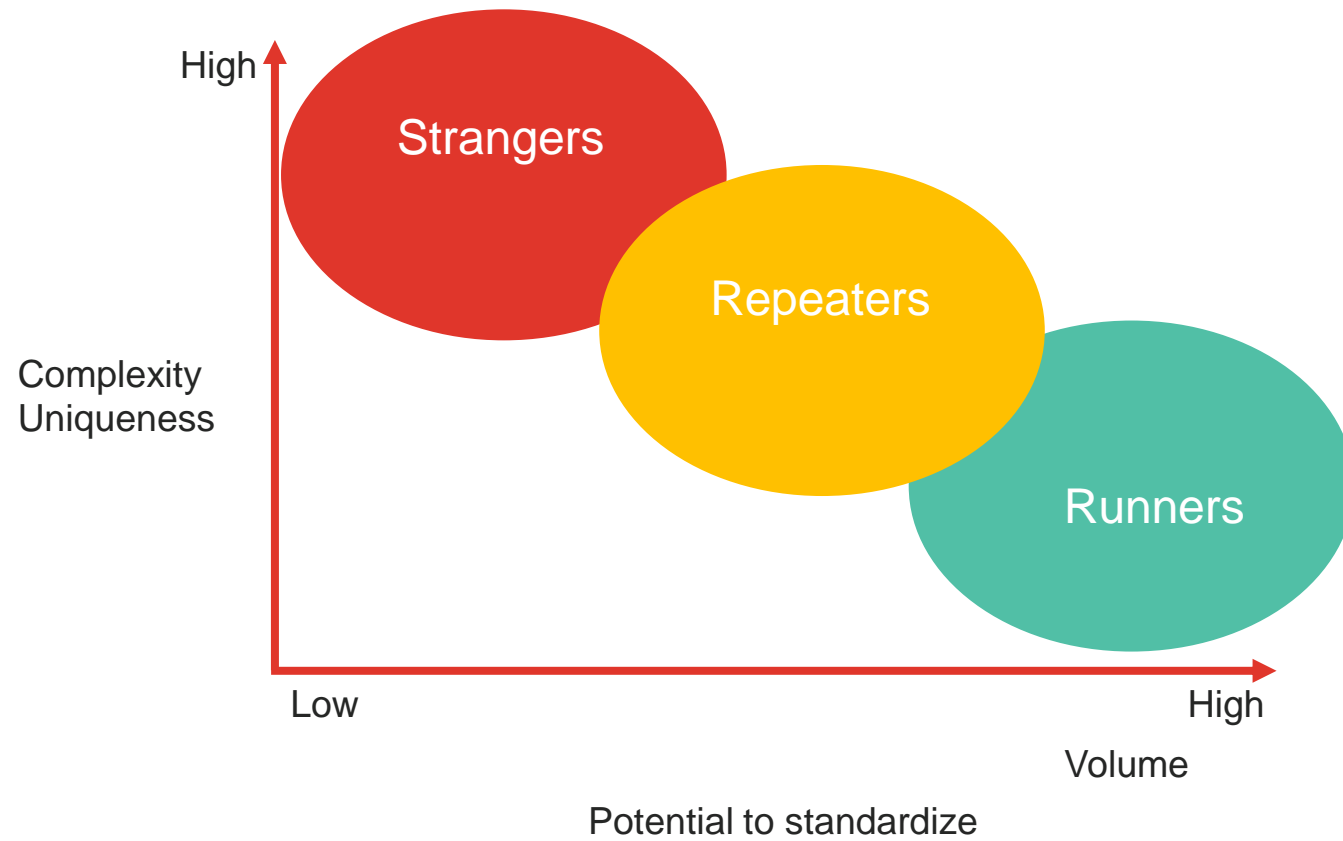 High
Strangers
Repeaters
Complexity
Uniqueness
Runners
Low
High
Volume
Potential to standardize